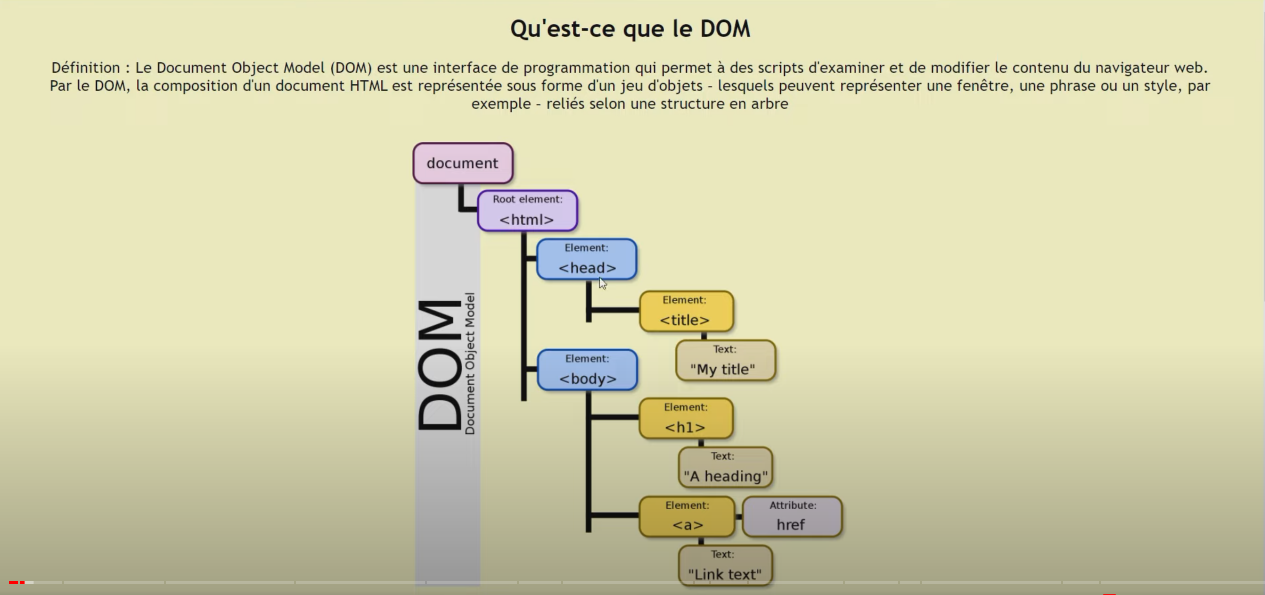 Qu'est-ce que le DOM
Définition : Le Document Object Model (DOM) est une interface de programmation qui permet à des scripts d'examiner et de modifier le contenu du navigateur web.
Par le DOM, la composition d'un document HTML est représentée sous forme d'un jeu d'objets - lesquels peuvent représenter une fenêtre, une phrase ou un style, par
exemple - reliés selon une structure en arbre
document
Root element:
<html>
Element:
<head>
Element:
<title>
Text:
"My title"
Element:
<body>
Element:
<h1>
Text:
"A heading"
Element:
<a>
Attribute:
href
Text:
"Link text"
DOM
Document Object Model